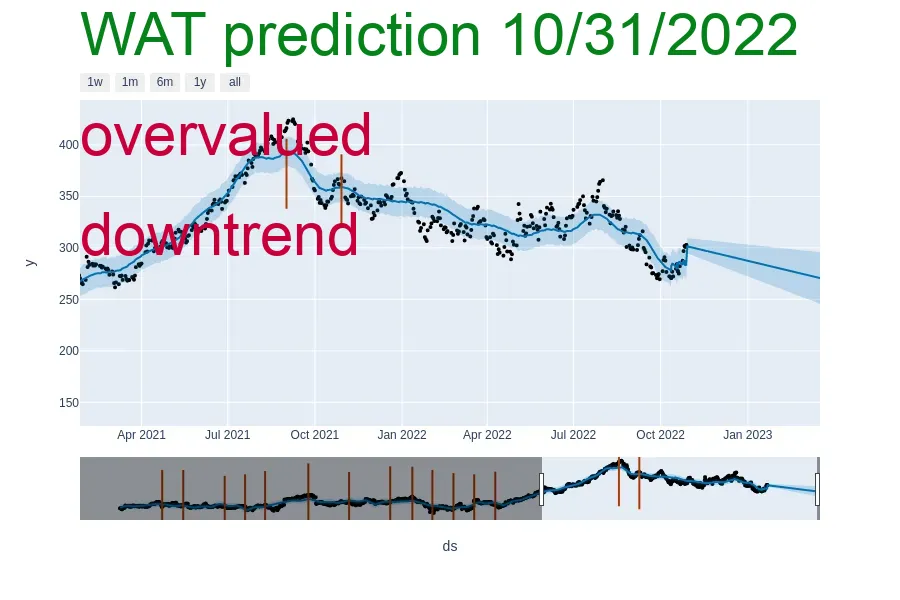 WAT prediction 10/31/2022
1w 1m 6m 1y all
overvalued
400
350
downtrend
300
y
250
200
150
Apr 2021 Jul 2021 Oct 2021 Jan 2022 Apr 2022 Jul 2022 Oct 2022 Jan 2023
ds